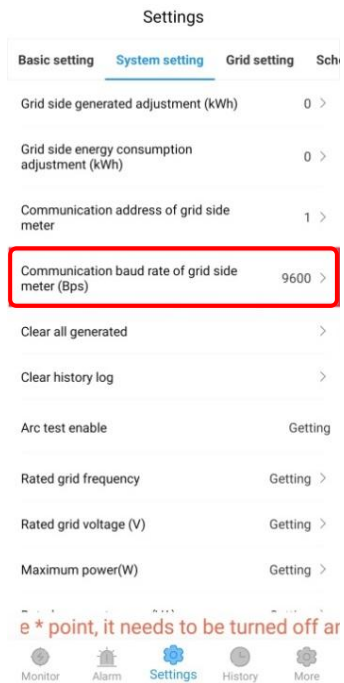 Settings
Basic setting System setting Grid setting
Grid side generated adjustment (kWh) 0 >
Grid side energy consumption
adjustment (kWh) 0 >
Communication address of grid side
meter 1 >
Communication baud rate of grid side
meter (Bps) 9600 >
Clear all generated >
Clear history log >
Arc test enable Getting
Rated grid frequency Getting >
Rated grid voltage (V) Getting >
Maximum power(W) Getting >
e * point, it needs to be turned off
Monitor Alarm Settings History More